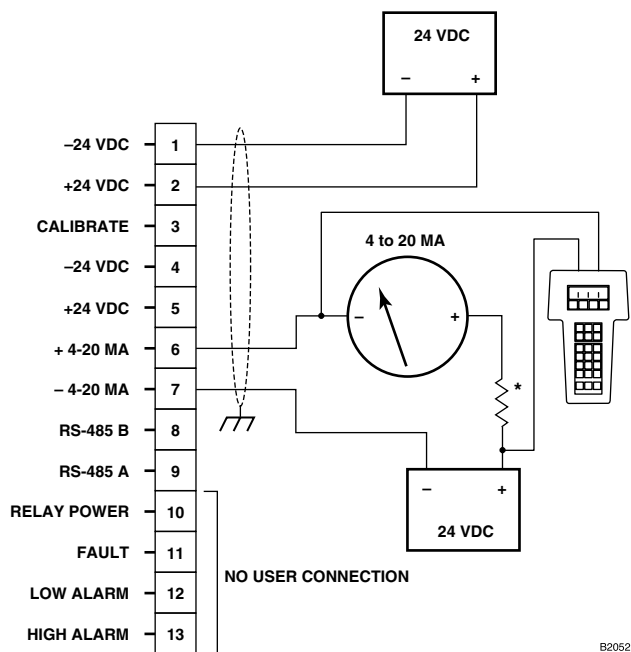 24 VDC
– +
–24 VDC 1
+24 VDC 2
CALIBRATE 3
4 to 20 MA
–24 VDC 4
+24 VDC 5
– +
+ 4-20 MA 6
– 4-20 MA 7
*
RS-485 B 8
RS-485 A 9
– +
24 VDC
RELAY POWER 10
FAULT 11
NO USER CONNECTION
LOW ALARM 12
HIGH ALARM 13
B2052